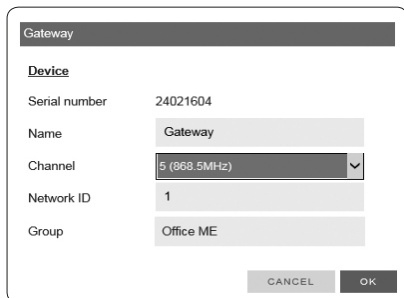 Gateway
Device
Serial number 24021604
Name Gateway
Channel 5 (868.5MHz)
Network ID 1
Group Office ME
CANCEL OK